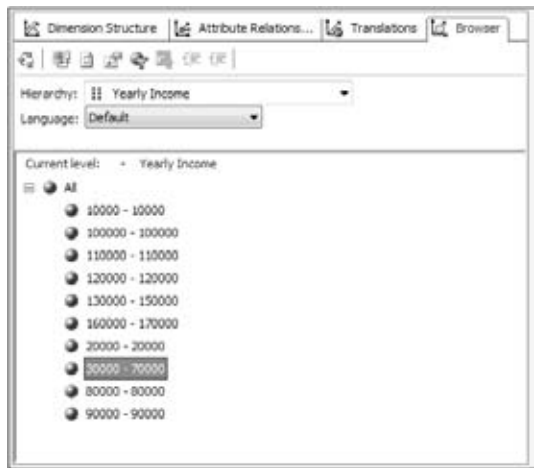 Dimension Structure Attribute Relations... Translations Browser
Hierarchy: Yearly Income
Language: Default
Current level: Yearly Income
All
10000 - 10000
100000 - 100000
110000 - 110000
120000 - 120000
130000 - 150000
160000 - 170000
20000 - 20000
30000 - 70000
80000 - 80000
90000 - 90000